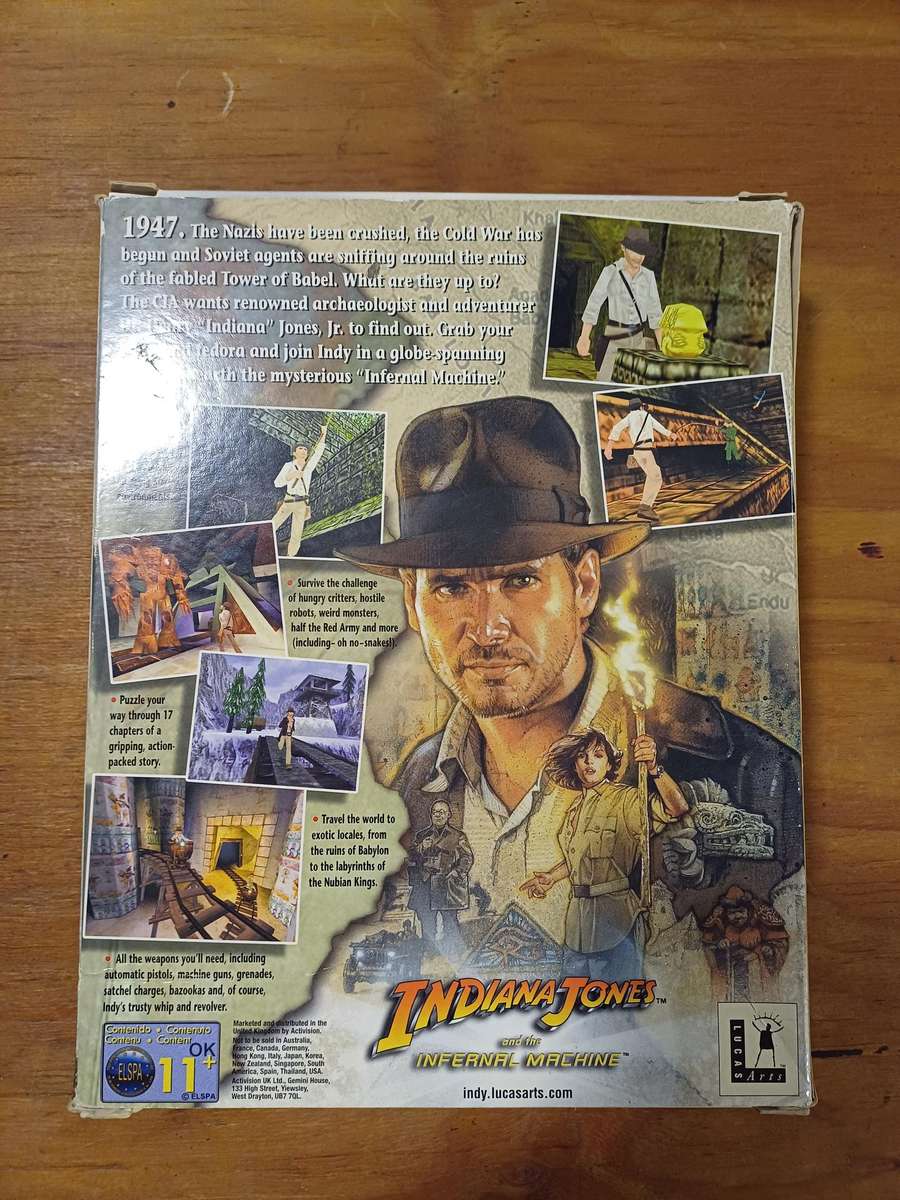 1947. The Nazis have been crushed, the Cold War has
begun and Soviet agents are sniffing around the ruins
of the fabled Tower of Babel. What are they up to?
The CIA wants renowned archaeologist and adventurer
"Indiana" Jones, Jr. to find out. Grab your
fedora and join Indy in a globe-spanning
the mysterious "Infernal Machine."
• Survive the challenge
of hungry critters, hostile
robots, weird monsters,
half the Red Army and more
(including– oh no–snakes!).
• Puzzle your
way through 17
chapters of a
gripping, action-
packed story.
• Travel the world to
exotic locales, from
the ruins of Babylon
to the labyrinths of
the Nubian Kings.
• All the weapons you'll need, including
automatic pistols, machine guns, grenades,
satchel charges, bazookas and, of course,
Indy's trusty whip and revolver.
Contenido • Contenuto
Contenu • Content
ELSPA
OK
11+
© ELSPA
Marketed and distributed in the
United Kingdom by Activision.
Not to be sold in Australia,
France, Canada, Germany,
Hong Kong, Italy, Japan, Korea,
New Zealand, Singapore, South
America, Spain, Thailand, USA.
Activision UK Ltd., Gemini House,
133 High Street, Yiewsley,
West Drayton, UB7 7QL.
INDIANA JONES™
and the
INFERNAL MACHINE™
indy.lucasarts.com
LUCAS
Arts™